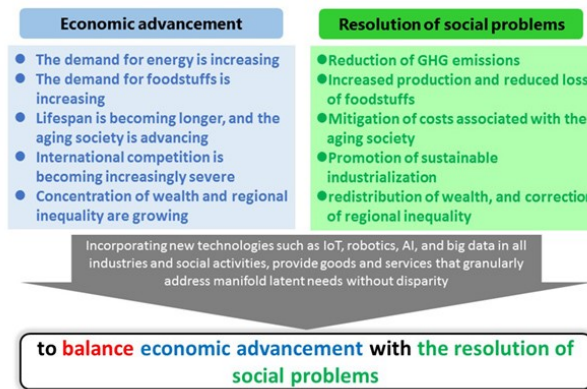 Economic advancement
● The demand for energy is increasing
● The demand for foodstuffs is
increasing
● Lifespan is becoming longer, and the
aging society is advancing
● International competition is
becoming increasingly severe
● Concentration of wealth and regional
inequality are growing
Resolution of social problems
●Reduction of GHG emissions
●Increased production and reduced loss
of foodstuffs
●Mitigation of costs associated with the
aging society
●Promotion of sustainable
industrialization
●redistribution of wealth, and correction
of regional inequality
Incorporating new technologies such as IoT, robotics, AI, and big data in all
industries and social activities, provide goods and services that granularly
address manifold latent needs without disparity
to balance economic advancement with the resolution of
social problems